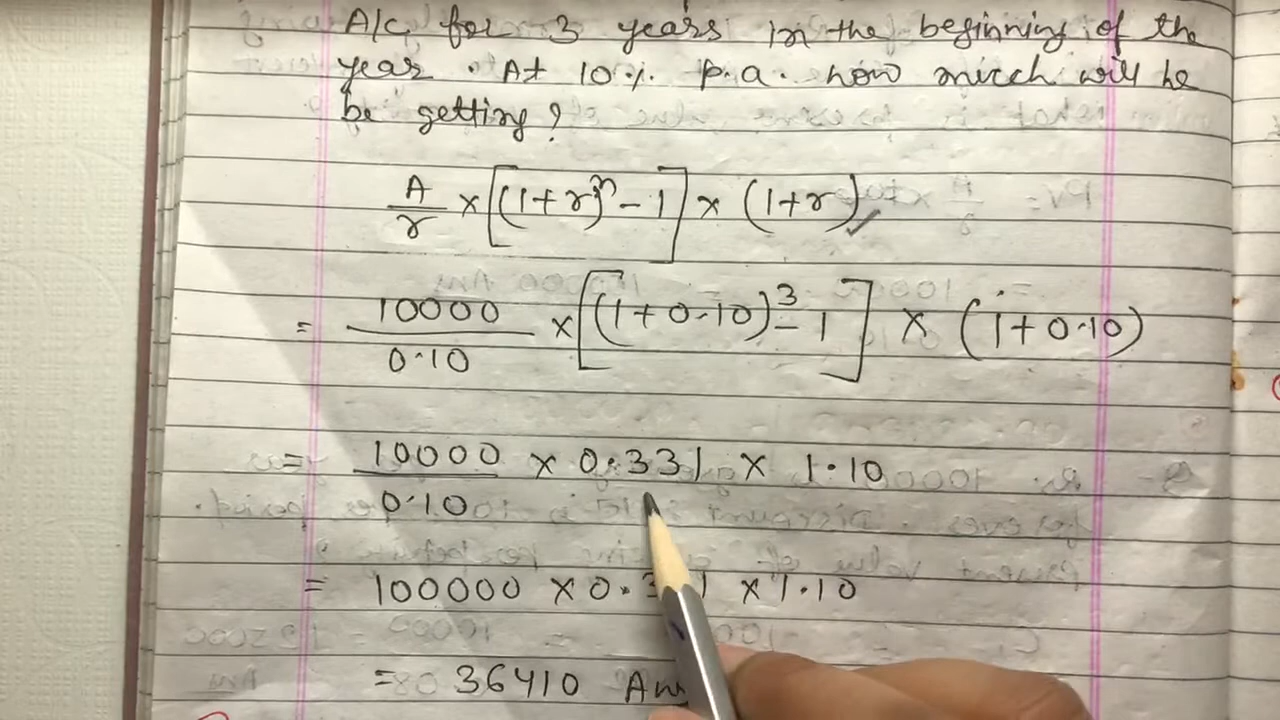 A/c for 3 years in the beginning of the
year. At 10% p.a. how much will he
be getting?
A/r × [(1+r)^n - 1] × (1+r)
= 10000/0.10 × [(1+0.10)^3 - 1] × (1+0.10)
= 10000/0.10 × 0.331 × 1.10
= 100000 × 0.3 1 × 1.10
= 36410 Ans